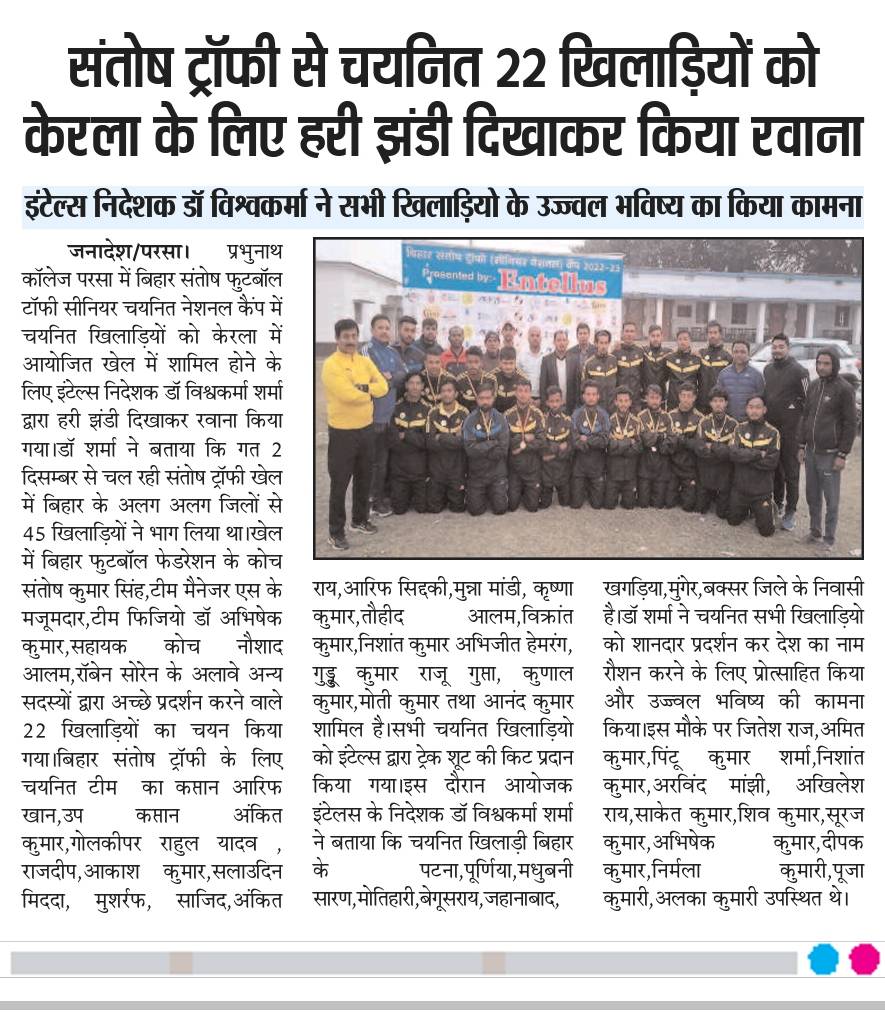 संतोष ट्रॉफी से चयनित 22 खिलाड़ियों को
केरला के लिए हरी झंडी दिखाकर किया रवाना
इंटेल्स निदेशक डॉ विश्वकर्मा ने सभी खिलाड़ियो के उज्ज्वल भविष्य का किया कामना
जनादेश/परसा। प्रभुनाथ
कॉलेज परसा में बिहार संतोष फुटबॉल
टॉफी सीनियर चयनित नेशनल कैंप में
चयनित खिलाड़ियों को केरला में
आयोजित खेल में शामिल होने के
लिए इंटेल्स निदेशक डॉ विश्वकर्मा शर्मा
द्वारा हरी झंडी दिखाकर रवाना किया
गया।डॉ शर्मा ने बताया कि गत 2
दिसम्बर से चल रही संतोष ट्रॉफी खेल
में बिहार के अलग अलग जिलों से
45 खिलाड़ियों ने भाग लिया था।खेल
में बिहार फुटबॉल फेडरेशन के कोच
संतोष कुमार सिंह,टीम मैनेजर एस के
मजूमदार,टीम फिजियो डॉ अभिषेक
कुमार,सहायक कोच नौशाद
आलम,रॉबेन सोरेन के अलावे अन्य
सदस्यों द्वारा अच्छे प्रदर्शन करने वाले
22 खिलाड़ियों का चयन किया
गया।बिहार संतोष ट्रॉफी के लिए
चयनित टीम का कप्तान आरिफ
खान,उप कप्तान अंकित
कुमार,गोलकीपर राहुल यादव ,
राजदीप,आकाश कुमार,सलाउदिन
मिददा, मुशर्रफ, साजिद,अंकित
बिहार संतोष ट्रॉफी (सीनियर नेशनल) कैंप 2022-23
Presented by:- Entellus
राय,आरिफ सिद्दकी,मुन्ना मांडी, कृष्णा
कुमार,तौहीद आलम,विक्रांत
कुमार,निशांत कुमार अभिजीत हेमरंग,
गुड्डू कुमार राजू गुप्ता, कुणाल
कुमार,मोती कुमार तथा आनंद कुमार
शामिल है।सभी चयनित खिलाड़ियो
को इंटेल्स द्वारा ट्रेक शूट की किट प्रदान
किया गया।इस दौरान आयोजक
इंटेलस के निदेशक डॉ विश्वकर्मा शर्मा
ने बताया कि चयनित खिलाड़ी बिहार
के पटना,पूर्णिया,मधुबनी
सारण,मोतिहारी,बेगूसराय,जहानाबाद,
खगड़िया,मुंगेर,बक्सर जिले के निवासी
है।डॉ शर्मा ने चयनित सभी खिलाड़ियो
को शानदार प्रदर्शन कर देश का नाम
रौशन करने के लिए प्रोत्साहित किया
और उज्ज्वल भविष्य की कामना
किया।इस मौके पर जितेश राज,अमित
कुमार,पिंटू कुमार शर्मा,निशांत
कुमार,अरविंद मांझी, अखिलेश
राय,साकेत कुमार,शिव कुमार,सूरज
कुमार,अभिषेक कुमार,दीपक
कुमार,निर्मला कुमारी,पूजा
कुमारी,अलका कुमारी उपस्थित थे।